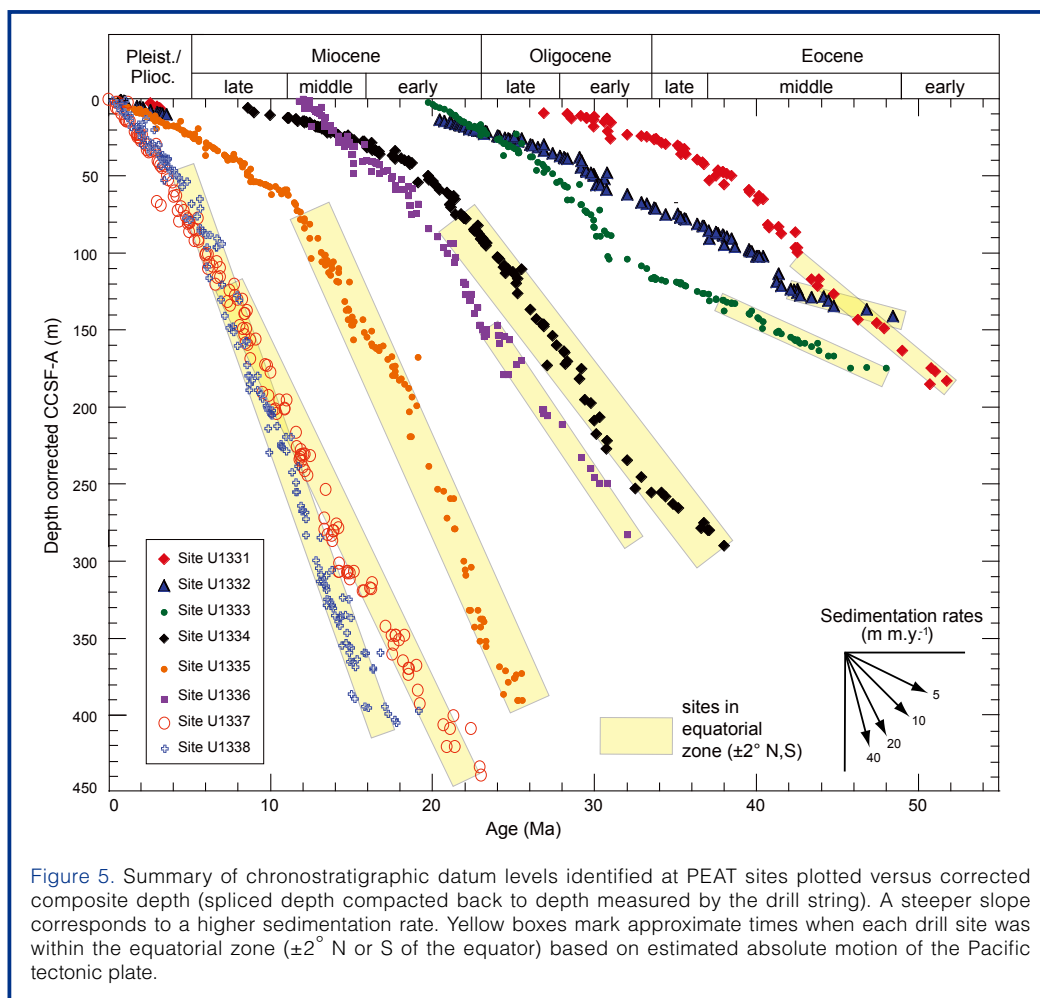 Pleist./
Plioc.
Miocene
Oligocene
Eocene
late
middle
early
late
early
late
middle
early
0
50
100
150
200
250
300
350
400
450
Depth corrected CCSF-A (m)
Site U1331
Site U1332
Site U1333
Site U1334
Site U1335
Site U1336
Site U1337
Site U1338
sites in
equatorial
zone (±2° N,S)
Sedimentation rates
(m m.y.-1)
5
10
20
40
0
10
20
30
40
50
Age (Ma)
Figure 5. Summary of chronostratigraphic datum levels identified at PEAT sites plotted versus corrected
composite depth (spliced depth compacted back to depth measured by the drill string). A steeper slope
corresponds to a higher sedimentation rate. Yellow boxes mark approximate times when each drill site was
within the equatorial zone (±2° N or S of the equator) based on estimated absolute motion of the Pacific
tectonic plate.